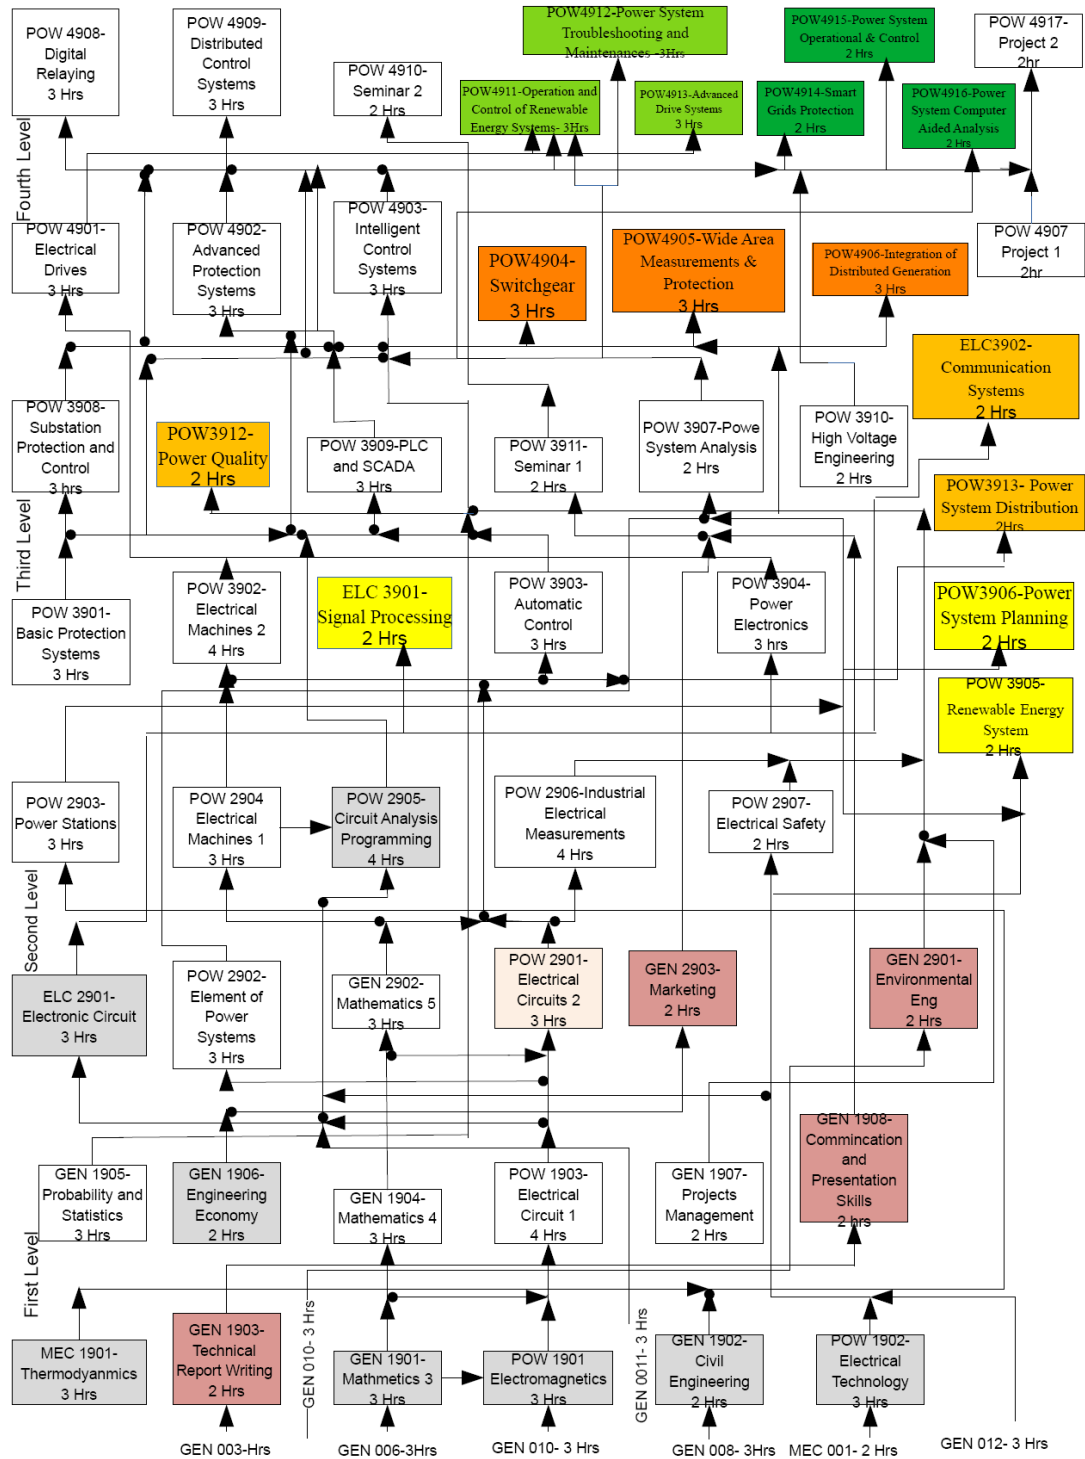 POW 4908-
Digital
Relaying
3 Hrs
POW 4909-
Distributed
Control
Systems
3 Hrs
POW 4910-
Seminar 2
2 Hrs
POW4912-Power System
Troubleshooting and
Maintenances -3Hrs
POW4915-Power System
Operational & Control
2 Hrs
POW 4917-
Project 2
2hr
POW4911-Operation and
Control of Renewable
Energy Systems- 3Hrs
POW4913-Advanced
Drive Systems
3 Hrs
POW4914-Smart
Grids Protection
2 Hrs
POW4916-Power
System Computer
Aided Analysis
2 Hrs
Fourth Level
POW 4901-
Electrical
Drives
3 Hrs
POW 4902-
Advanced
Protection
Systems
3 Hrs
POW 4903-
Intelligent
Control
Systems
3 Hrs
POW4904-
Switchgear
3 Hrs
POW4905-Wide Area
Measurements &
Protection
3 Hrs
POW4906-Integration of
Distributed Generation
3 Hrs
POW 4907
Project 1
2hr
ELC3902-
Communication
Systems
2 Hrs
POW 3908-
Substation
Protection and
Control
3 hrs
POW3912-
Power Quality
2 Hrs
POW 3909-PLC
and SCADA
3 Hrs
POW 3911-
Seminar 1
2 Hrs
POW 3907-Powe
System Analysis
2 Hrs
POW 3910-
High Voltage
Engineering
2 Hrs
POW3913- Power
System Distribution
2Hrs
Third Level
POW 3901-
Basic Protection
Systems
3 Hrs
POW 3902-
Electrical
Machines 2
4 Hrs
ELC 3901-
Signal Processing
2 Hrs
POW 3903-
Automatic
Control
3 Hrs
POW 3904-
Power
Electronics
3 hrs
POW3906-Power
System Planning
2 Hrs
POW 3905-
Renewable Energy
System
2 Hrs
POW 2903-
Power Stations
3 Hrs
POW 2904
Electrical
Machines 1
3 Hrs
POW 2905-
Circuit Analysis
Programming
4 Hrs
POW 2906-Industrial
Electrical
Measurements
4 Hrs
POW 2907-
Electrical Safety
2 Hrs
Second Level
ELC 2901-
Electronic Circuit
3 Hrs
POW 2902-
Element of
Power
Systems
3 Hrs
GEN 2902-
Mathematics 5
3 Hrs
POW 2901-
Electrical
Circuits 2
3 Hrs
GEN 2903-
Marketing
2 Hrs
GEN 2901-
Environmental
Eng
2 Hrs
GEN 1905-
Probability and
Statistics
3 Hrs
GEN 1906-
Engineering
Economy
2 Hrs
GEN 1904-
Mathematics 4
3 Hrs
POW 1903-
Electrical
Circuit 1
4 Hrs
GEN 1907-
Projects
Management
2 Hrs
GEN 1908-
Commincation
and
Presentation
Skills
2 hrs
First Level
MEC 1901-
Thermodyanmics
3 Hrs
GEN 1903-
Technical
Report Writing
2 Hrs
GEN 010- 3 Hrs
GEN 1901-
Mathmetics 3
3 Hrs
POW 1901
Electromagnetics
3 Hrs
GEN 0011- 3 Hrs
GEN 1902-
Civil
Engineering
2 Hrs
POW 1902-
Electrical
Technology
3 Hrs
GEN 003-Hrs
GEN 006-3Hrs
GEN 010- 3 Hrs
GEN 008- 3Hrs
MEC 001- 2 Hrs
GEN 012- 3 Hrs